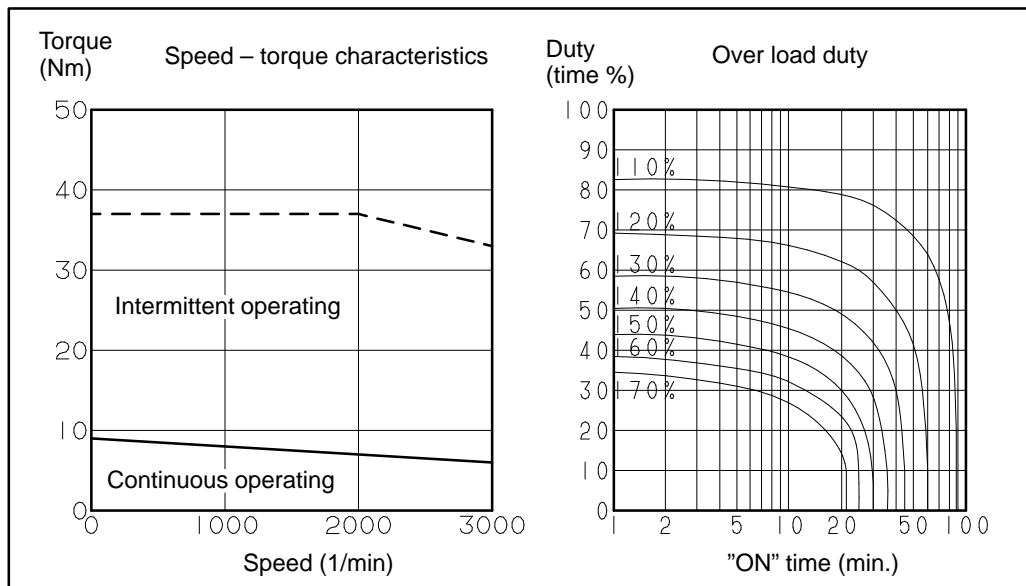 Torque
(Nm)
Speed – torque characteristics
50
40
30
20
10
0
Intermittent operating
Continuous operating
0 1000 2000 3000
Speed (1/min)
Duty
(time %)
Over load duty
100
90
80
70
60
50
40
30
20
10
0
110%
120%
130%
140%
150%
160%
170%
1 2 5 10 20 50 100
”ON” time (min.)